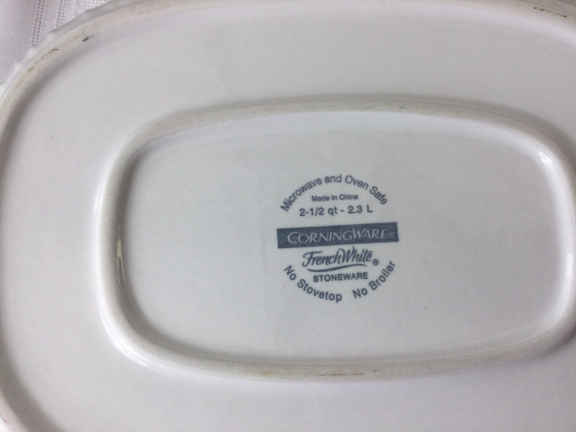 Microwave and Oven Safe
Made in China
2-1/2 qt - 2.3 L
CORNINGWARE
French White®
STONEWARE
No Stovetop No Broiler